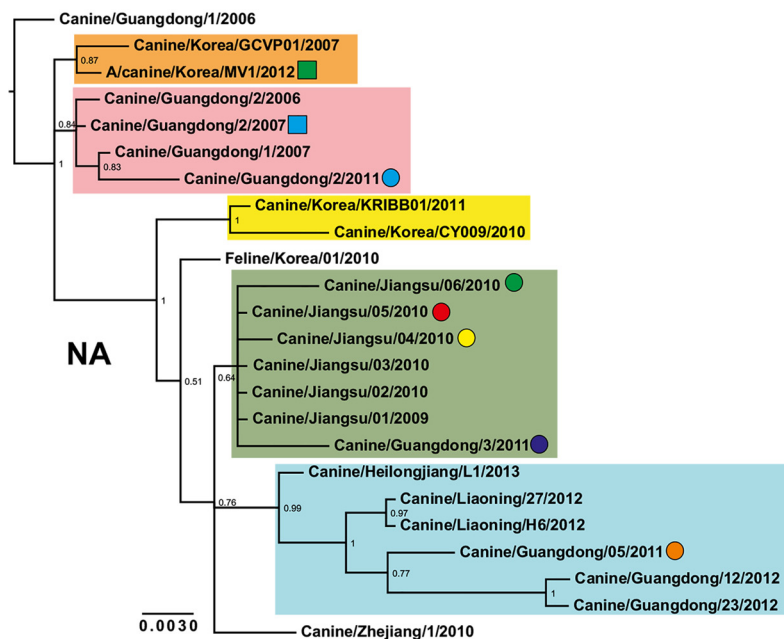 Canine/Guangdong/1/2006
Canine/Korea/GCVP01/2007
0.87
A/canine/Korea/MV1/2012
Canine/Guangdong/2/2006
0.84
Canine/Guangdong/2/2007
Canine/Guangdong/1/2007
1
0.83
Canine/Guangdong/2/2011
Canine/Korea/KRIBB01/2011
1
Canine/Korea/CY009/2010
Feline/Korea/01/2010
Canine/Jiangsu/06/2010
1
Canine/Jiangsu/05/2010
NA
Canine/Jiangsu/04/2010
Canine/Jiangsu/03/2010
0.51
0.64
Canine/Jiangsu/02/2010
Canine/Jiangsu/01/2009
Canine/Guangdong/3/2011
Canine/Heilongjiang/L1/2013
0.76
0.99
Canine/Liaoning/27/2012
0.97
Canine/Liaoning/H6/2012
1
Canine/Guangdong/05/2011
0.77
Canine/Guangdong/12/2012
1
Canine/Guangdong/23/2012
0.0030
Canine/Zhejiang/1/2010